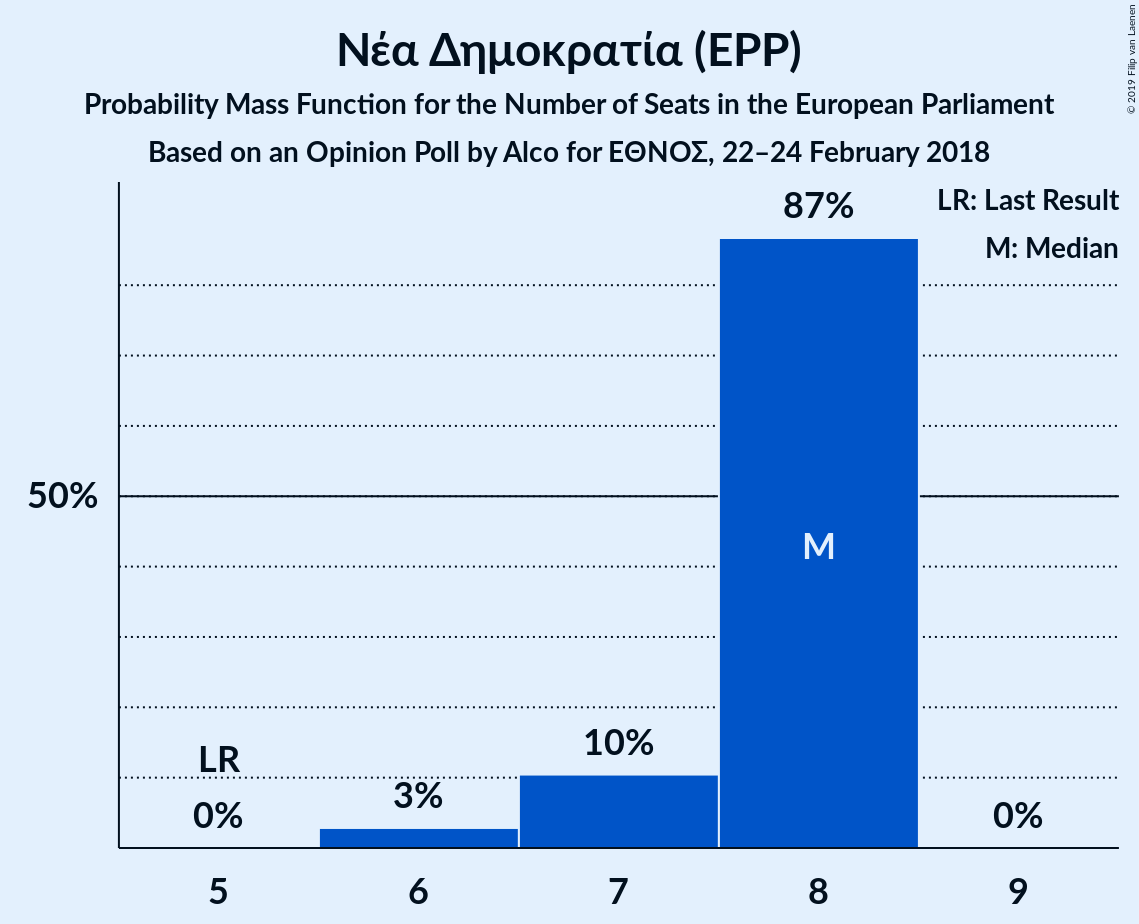 Νέα Δημοκρατία (EPP)
Probability Mass Function for the Number of Seats in the European Parliament
Based on an Opinion Poll by Alco for ΕΘΝΟΣ, 22–24 February 2018
© 2019 Filip van Laenen
LR: Last Result
M: Median
87%
50%
M
10%
LR
3%
0%
0%
5
6
7
8
9